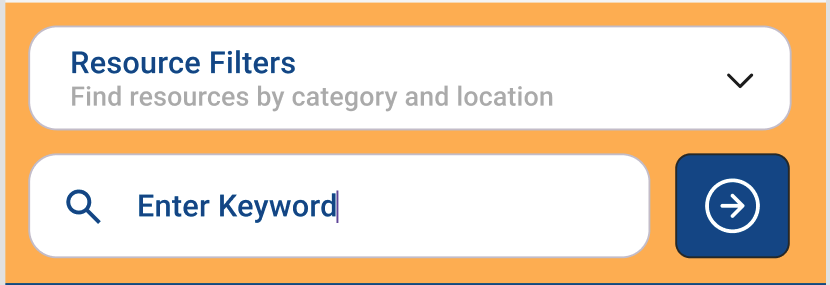 Resource Filters
Find resources by category and location
Enter Keyword